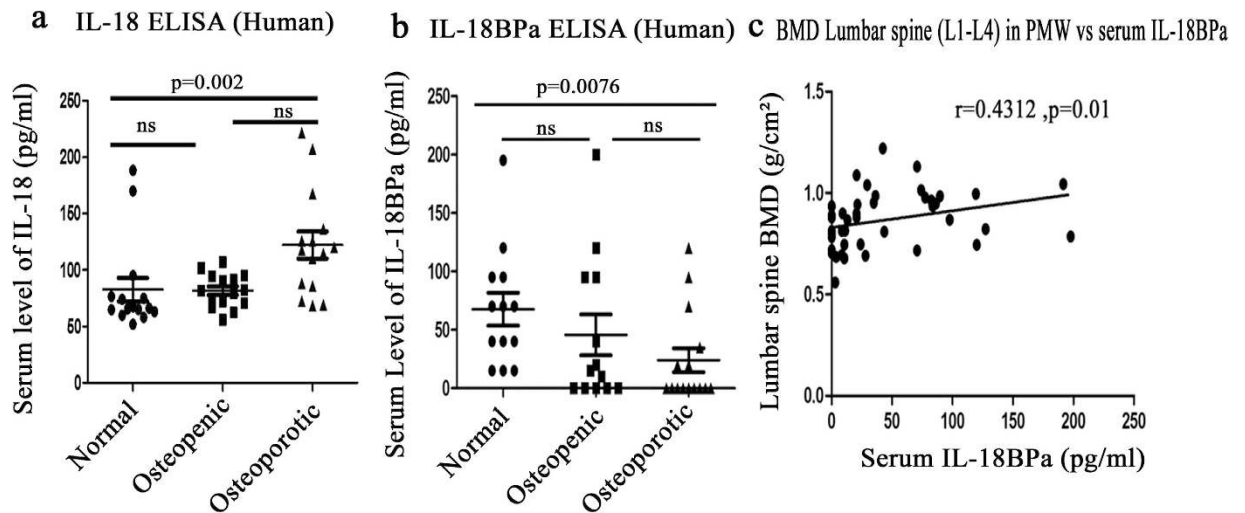 a IL-18 ELISA (Human)
p=0.002
ns
ns
Serum level of IL-18 (pg/ml)
250
200
150
100
50
0
Normal
Osteopenic
Osteoporotic
b IL-18BPa ELISA (Human)
p=0.0076
ns
ns
Serum Level of IL-18BPa (pg/ml)
250
200
150
100
50
0
Normal
Osteopenic
Osteoporotic
c BMD Lumbar spine (L1-L4) in PMW vs serum IL-18BPa
r=0.4312 ,p=0.01
Lumbar spine BMD (g/cm²)
1.5
1.0
0.5
0.0
0 50 100 150 200 250
Serum IL-18BPa (pg/ml)